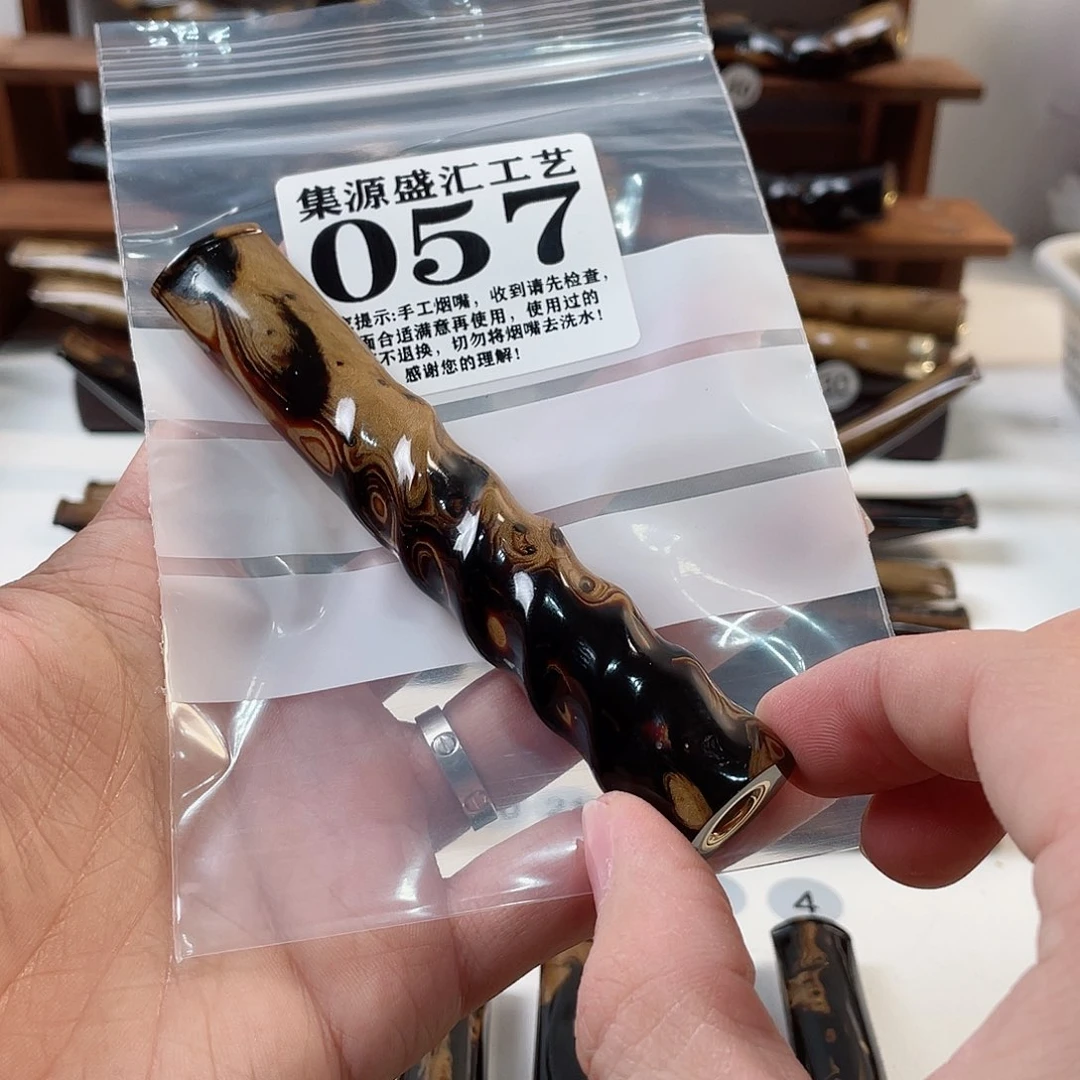 集源盛汇工艺
057
提示:手工烟嘴，收到请先检查，
面合适满意再使用，使用过的
不退换，切勿将烟嘴去洗水!
感谢您的理解!
4